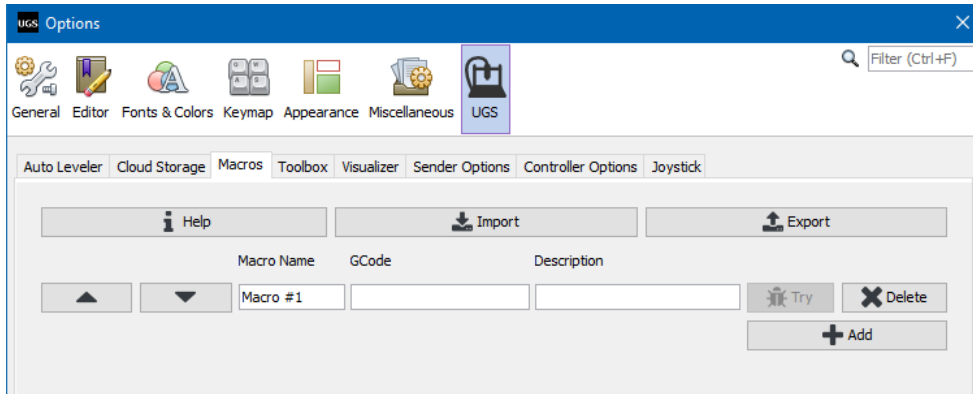 UGS Options
Filter (Ctrl+F)
General Editor Fonts & Colors Keymap Appearance Miscellaneous UGS
Auto Leveler Cloud Storage Macros Toolbox Visualizer Sender Options Controller Options Joystick
Help Import Export
Macro Name GCode Description
Macro #1 Try Delete
Add